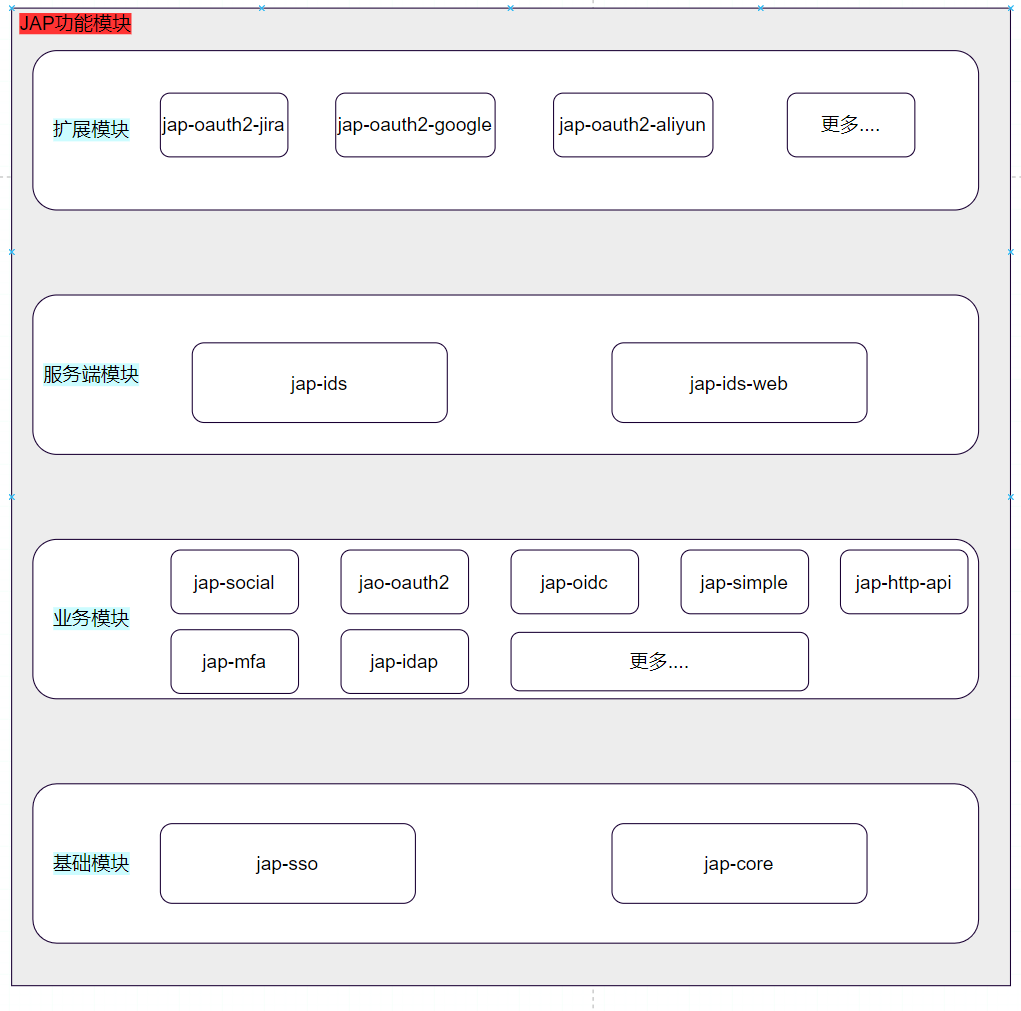 JAP功能模块
扩展模块
jap-oauth2-jira
jap-oauth2-google
jap-oauth2-aliyun
更多....
服务端模块
jap-ids
jap-ids-web
业务模块
jap-social
jao-oauth2
jap-oidc
jap-simple
jap-http-api
jap-mfa
jap-idap
更多....
基础模块
jap-sso
jap-core